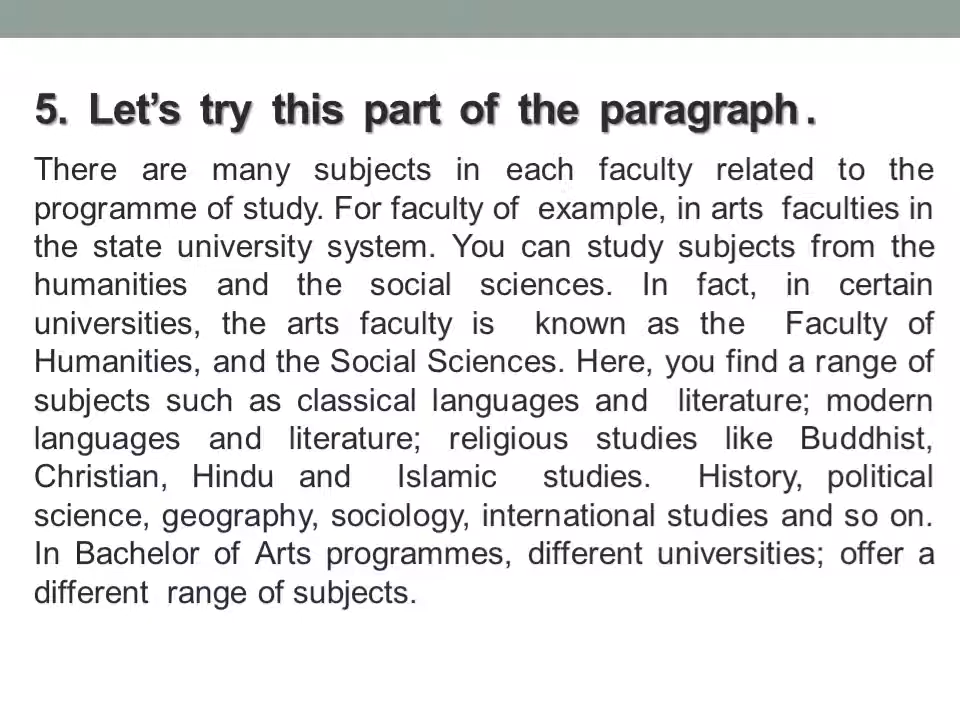 5. Let’s try this part of the paragraph .
There are many subjects in each faculty related to the
programme of study. For faculty of example, in arts faculties in
the state university system. You can study subjects from the
humanities and the social sciences. In fact, in certain
universities, the arts faculty is known as the Faculty of
Humanities, and the Social Sciences. Here, you find a range of
subjects such as classical languages and literature; modern
languages and literature; religious studies like Buddhist,
Christian, Hindu and Islamic studies. History, political
science, geography, sociology, international studies and so on.
In Bachelor of Arts programmes, different universities; offer a
different range of subjects.